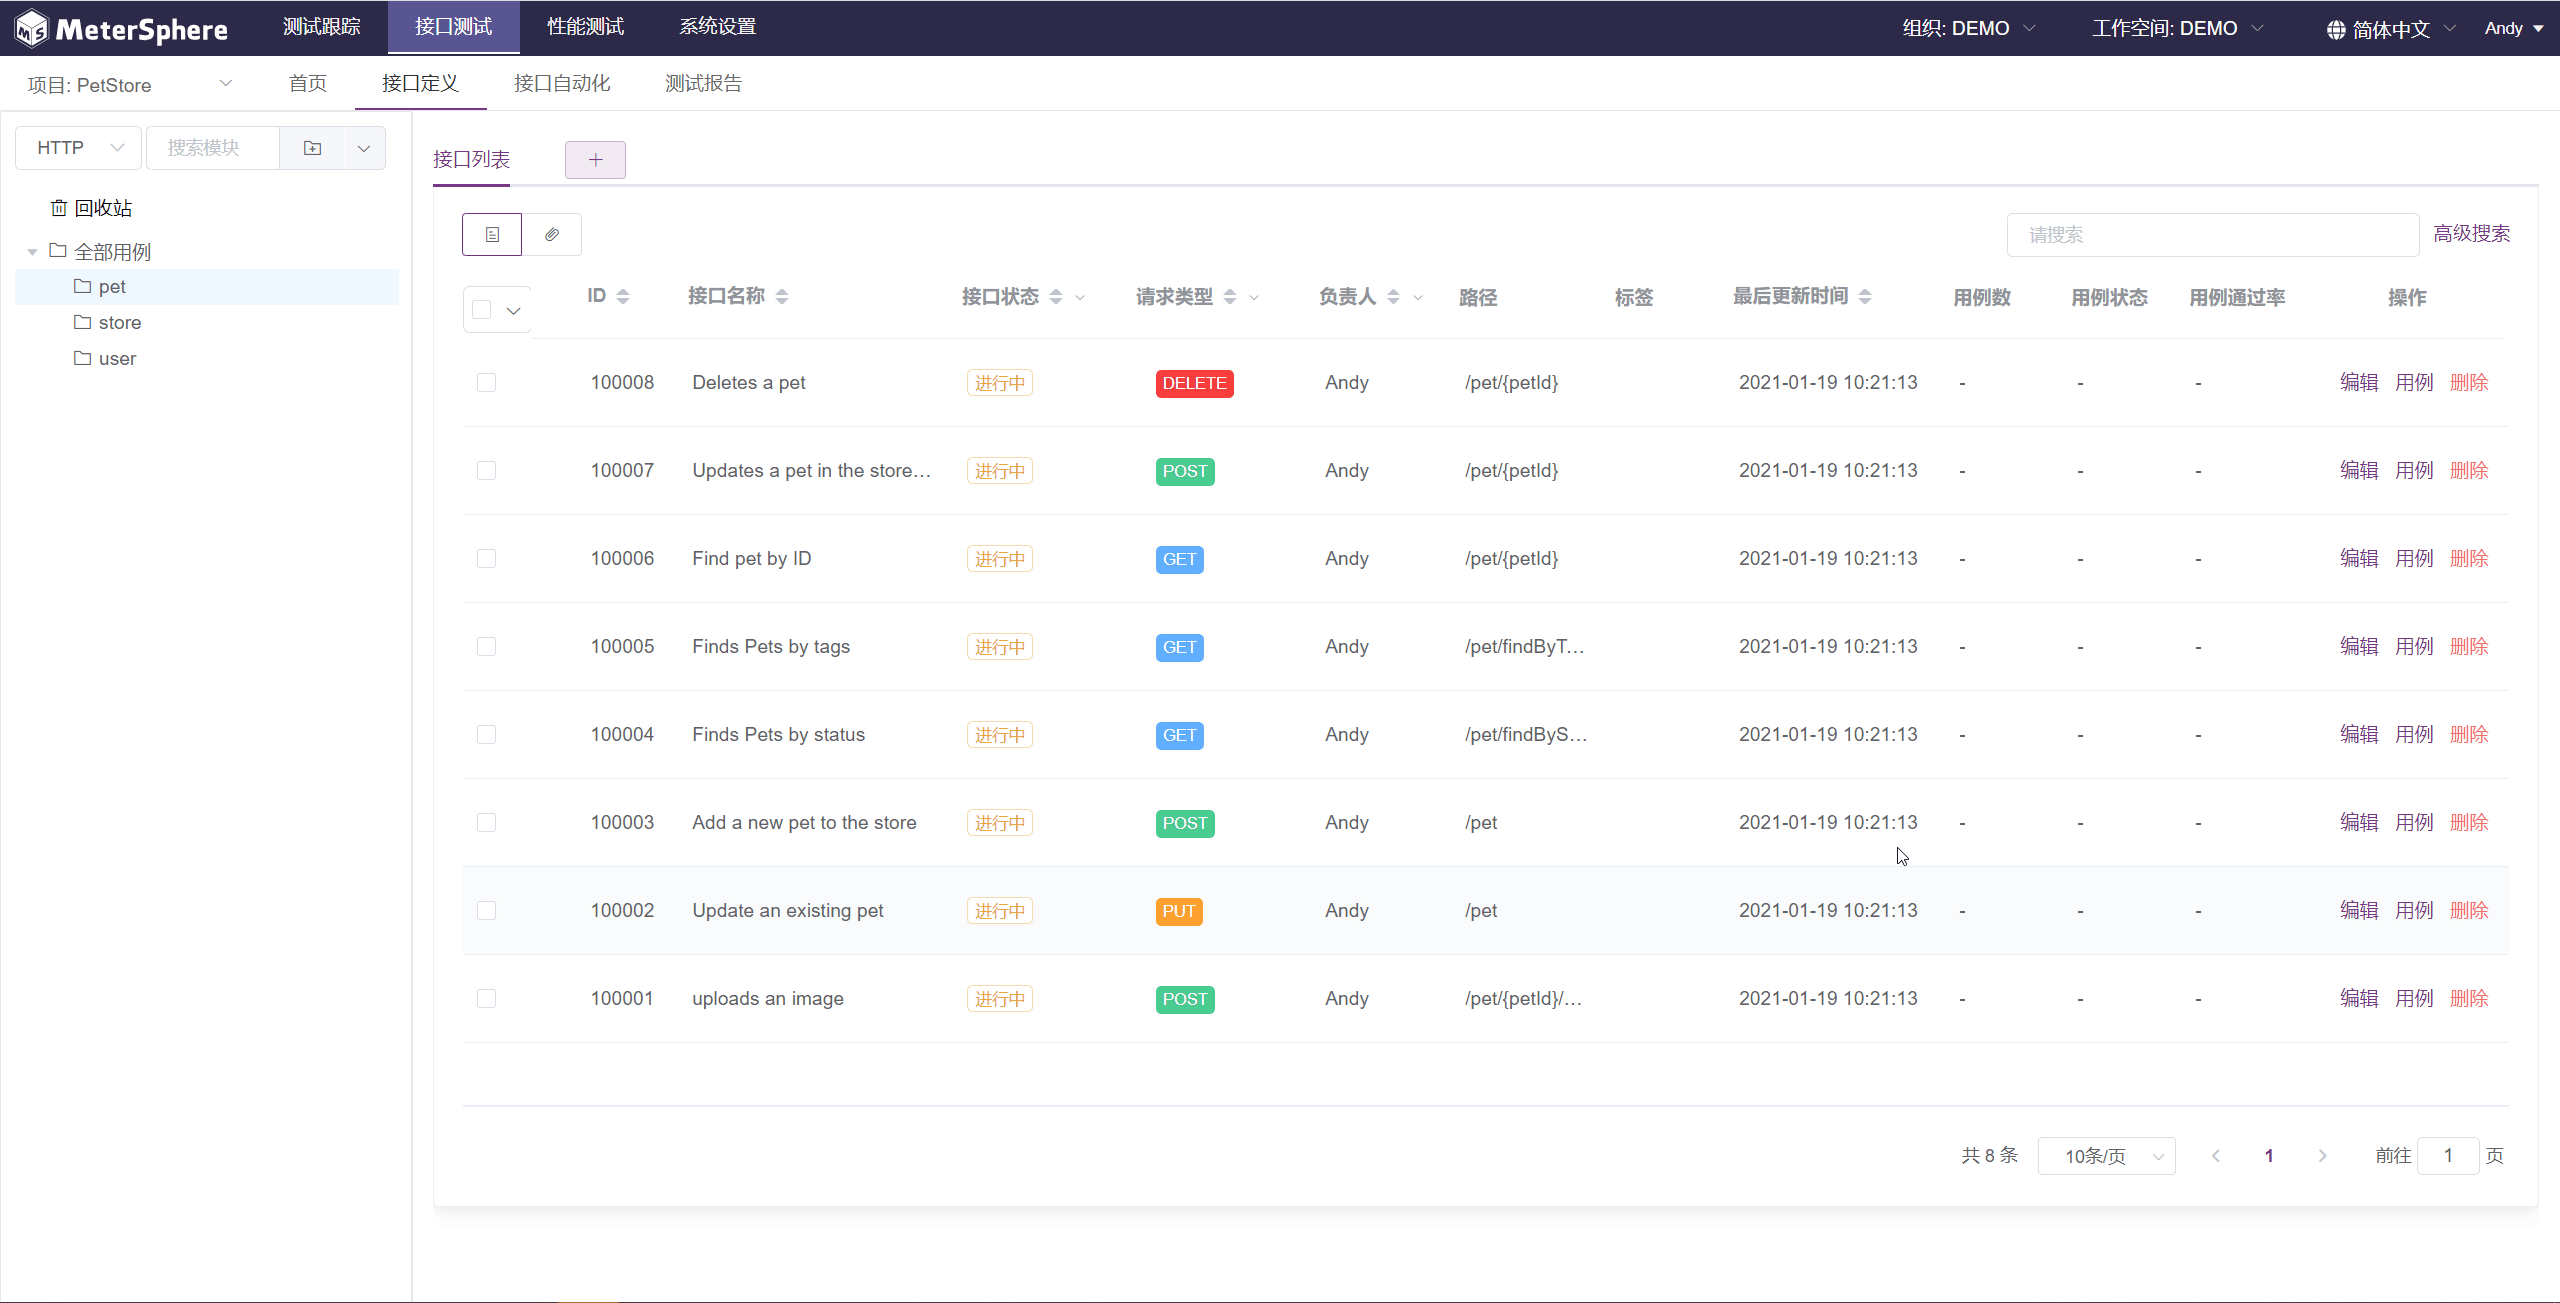 MeterSphere 测试跟踪 接口测试 性能测试 系统设置 组织: DEMO 工作空间: DEMO 简体中文 Andy
项目: PetStore 首页 接口定义 接口自动化 测试报告
HTTP 搜索模块
回收站
全部用例
pet
store
user
接口列表 +
请搜索 高级搜索
ID 接口名称 接口状态 请求类型 负责人 路径 标签 最后更新时间 用例数 用例状态 用例通过率 操作
100008 Deletes a pet 进行中 DELETE Andy /pet/{petId} 2021-01-19 10:21:13 - - - 编辑 用例 删除
100007 Updates a pet in the store... 进行中 POST Andy /pet/{petId} 2021-01-19 10:21:13 - - - 编辑 用例 删除
100006 Find pet by ID 进行中 GET Andy /pet/{petId} 2021-01-19 10:21:13 - - - 编辑 用例 删除
100005 Finds Pets by tags 进行中 GET Andy /pet/findByT... 2021-01-19 10:21:13 - - - 编辑 用例 删除
100004 Finds Pets by status 进行中 GET Andy /pet/findByS... 2021-01-19 10:21:13 - - - 编辑 用例 删除
100003 Add a new pet to the store 进行中 POST Andy /pet 2021-01-19 10:21:13 - - - 编辑 用例 删除
100002 Update an existing pet 进行中 PUT Andy /pet 2021-01-19 10:21:13 - - - 编辑 用例 删除
100001 uploads an image 进行中 POST Andy /pet/{petId}/... 2021-01-19 10:21:13 - - - 编辑 用例 删除
共 8 条 10条/页 1 前往 1 页